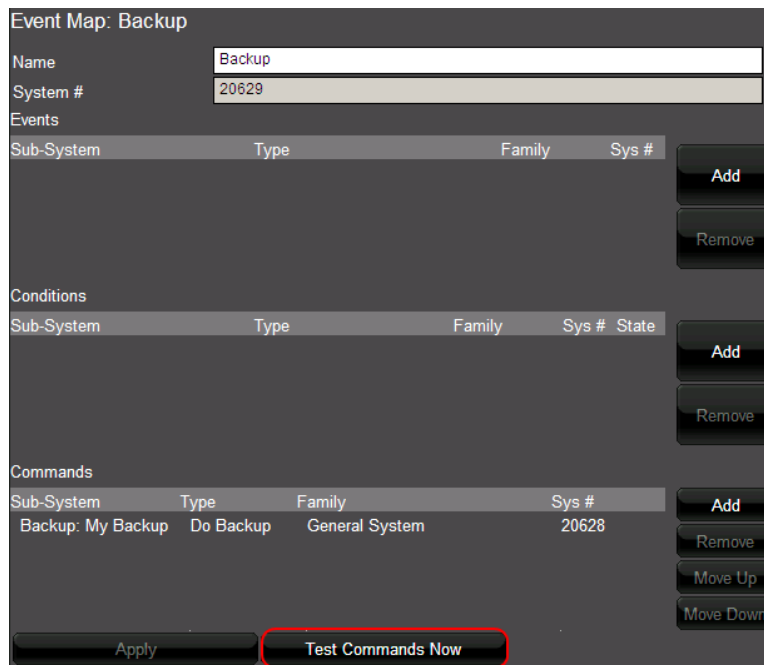 Event Map: Backup
Name Backup
System # 20629
Events
Sub-System Type Family Sys #
Add
Remove
Conditions
Sub-System Type Family Sys # State
Add
Remove
Commands
Sub-System Type Family Sys #
Add
Backup: My Backup Do Backup General System 20628
Remove
Move Up
Move Down
Apply Test Commands Now